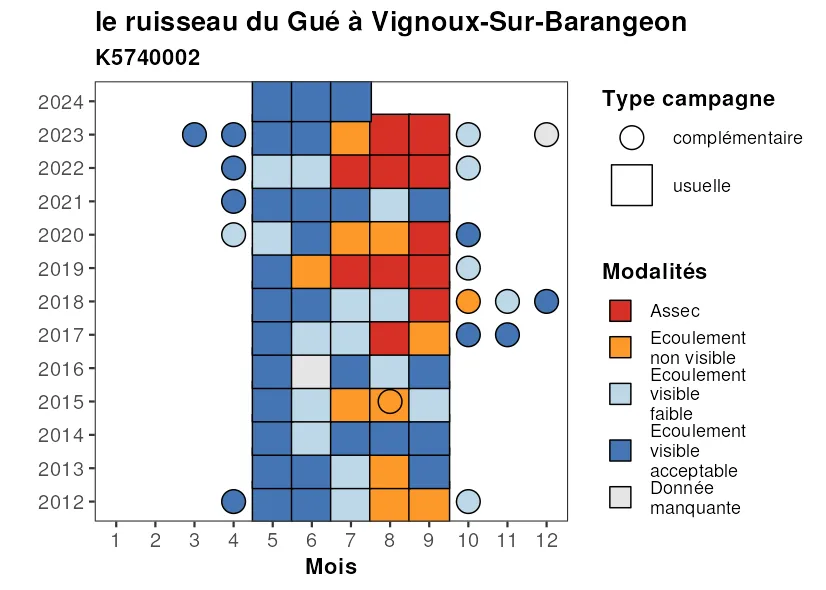 le ruisseau du Gué à Vignoux-Sur-Barangeon
K5740002
2024
2023
2022
2021
2020
2019
2018
2017
2016
2015
2014
2013
2012
1 2 3 4 5 6 7 8 9 10 11 12
Mois
Type campagne
complémentaire
usuelle
Modalités
Assec
Ecoulement
non visible
Ecoulement
visible
faible
Ecoulement
visible
acceptable
Donnée
manquante